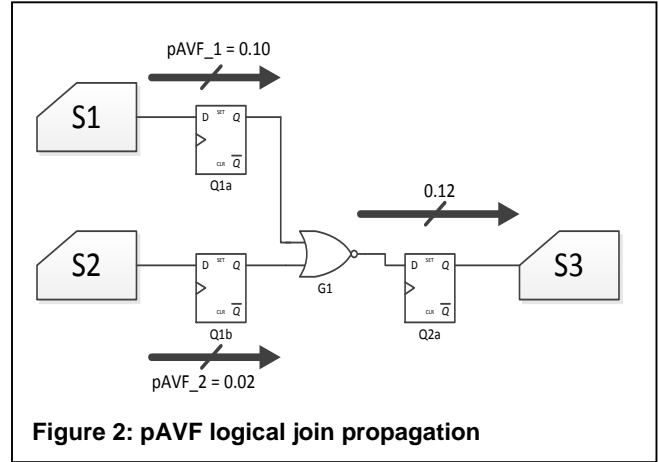 pAVF_1 = 0.10
S1
D SET Q
CLR Q
Q1a
0.12
S2
D SET Q
CLR Q
Q1b
G1
D SET Q
CLR Q
Q2a
S3
pAVF_2 = 0.02
Figure 2: pAVF logical join propagation